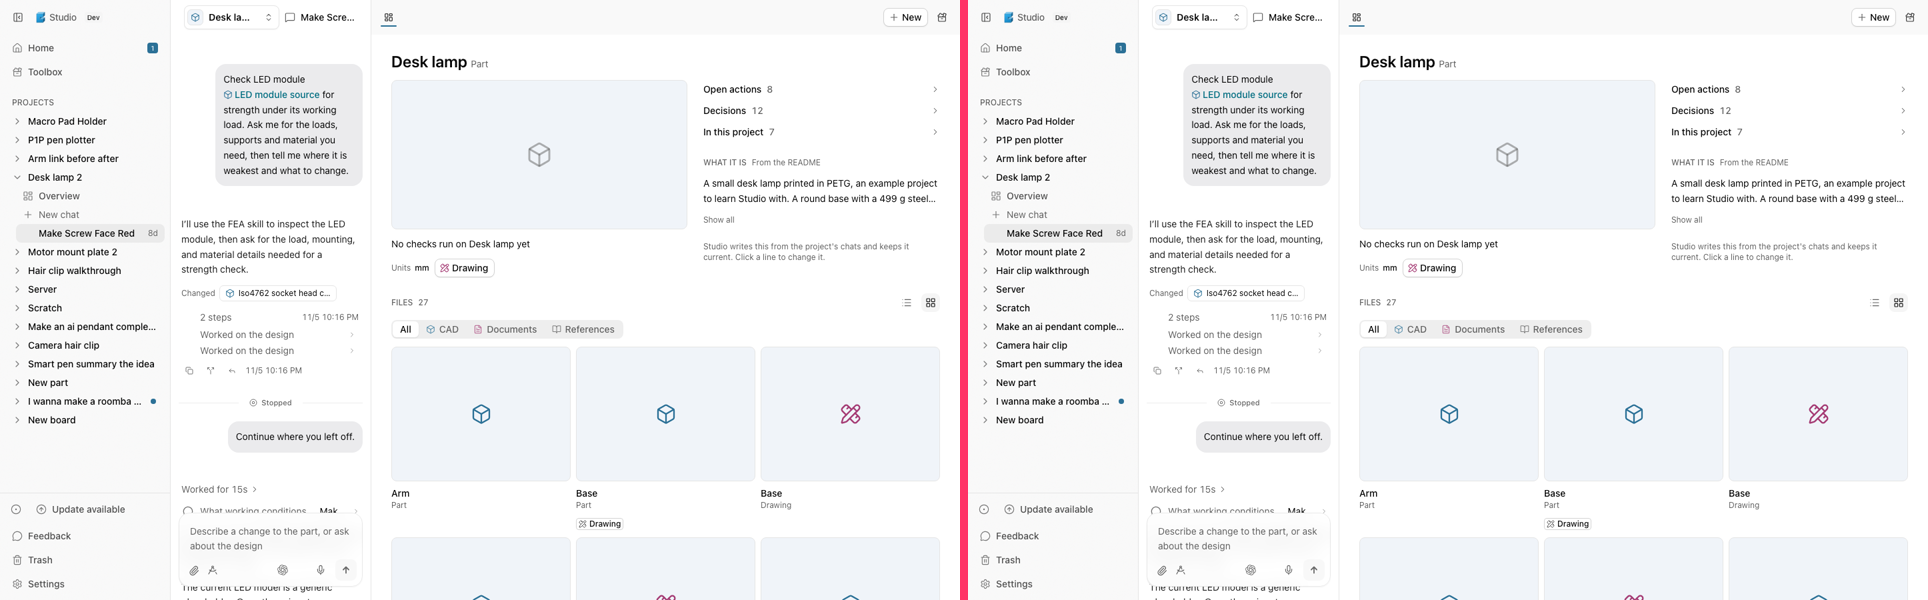 Studio Dev
Home 1
Toolbox
PROJECTS
Macro Pad Holder
P1P pen plotter
Arm link before after
Desk lamp 2
Overview
New chat
Make Screw Face Red 8d
Motor mount plate 2
Hair clip walkthrough
Server
Scratch
Make an ai pendant comple...
Camera hair clip
Smart pen summary the idea
New part
I wanna make a roomba ...
New board
Update available
Feedback
Trash
Settings
Desk la...
Make Scre...
Check LED module
LED module source for
strength under its working
load. Ask me for the loads,
supports and material you
need, then tell me where it is
weakest and what to change.
I'll use the FEA skill to inspect the LED
module, then ask for the load, mounting,
and material details needed for a
strength check.
Changed Iso4762 socket head c...
2 steps 11/5 10:16 PM
Worked on the design
Worked on the design
11/5 10:16 PM
Stopped
Continue where you left off.
Worked for 15s
What working conditions Mak
Describe a change to the part, or ask
about the design
The current LED model is a generic
New
Desk lamp Part
No checks run on Desk lamp yet
Units mm Drawing
Open actions 8
Decisions 12
In this project 7
WHAT IT IS From the README
A small desk lamp printed in PETG, an example project
to learn Studio with. A round base with a 499 g steel...
Show all
Studio writes this from the project's chats and keeps it
current. Click a line to change it.
FILES 27
All CAD Documents References
Arm
Part
Base
Part
Drawing
Base
Drawing
Studio Dev
Home 1
Toolbox
PROJECTS
Macro Pad Holder
P1P pen plotter
Arm link before after
Desk lamp 2
Overview
New chat
Make Screw Face Red 8d
Motor mount plate 2
Hair clip walkthrough
Server
Scratch
Make an ai pendant comple...
Camera hair clip
Smart pen summary the idea
New part
I wanna make a roomba ...
New board
Update available
Feedback
Trash
Settings
Desk la...
Make Scre...
Check LED module
LED module source for
strength under its working
load. Ask me for the loads,
supports and material you
need, then tell me where it is
weakest and what to change.
I'll use the FEA skill to inspect the LED
module, then ask for the load, mounting,
and material details needed for a
strength check.
Changed Iso4762 socket head c...
2 steps 11/5 10:16 PM
Worked on the design
Worked on the design
11/5 10:16 PM
Stopped
Continue where you left off.
Worked for 15s
What working conditions Mak
Describe a change to the part, or ask
about the design
The current LED model is a generic
New
Desk lamp Part
No checks run on Desk lamp yet
Units mm Drawing
Open actions 8
Decisions 12
In this project 7
WHAT IT IS From the README
A small desk lamp printed in PETG, an example project
to learn Studio with. A round base with a 499 g steel...
Show all
Studio writes this from the project's chats and keeps it
current. Click a line to change it.
FILES 27
All CAD Documents References
Arm
Part
Base
Part
Drawing
Base
Drawing